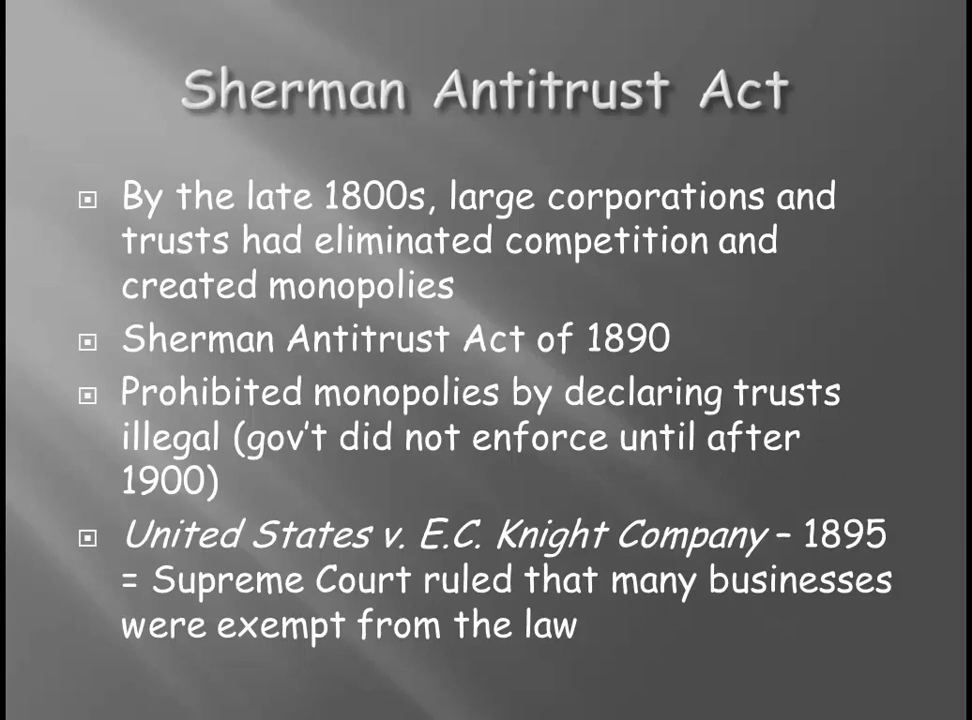 Sherman Antitrust Act
By the late 1800s, large corporations and
trusts had eliminated competition and
created monopolies
Sherman Antitrust Act of 1890
Prohibited monopolies by declaring trusts
illegal (gov’t did not enforce until after
1900)
United States v. E.C. Knight Company – 1895
= Supreme Court ruled that many businesses
were exempt from the law